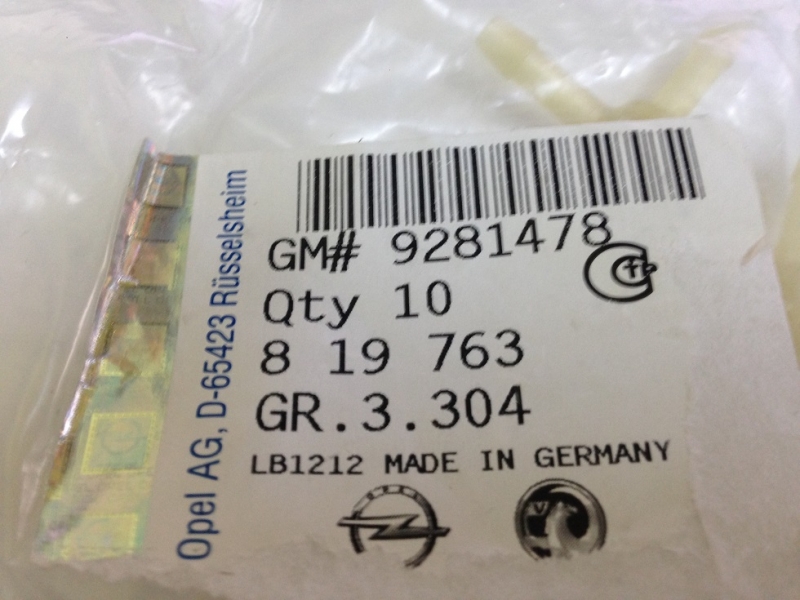 GM# 9281478
Qty 10
8 19 763
GR.3.304
LB1212 MADE IN GERMANY
Opel AG, D-65423 Rüsselsheim